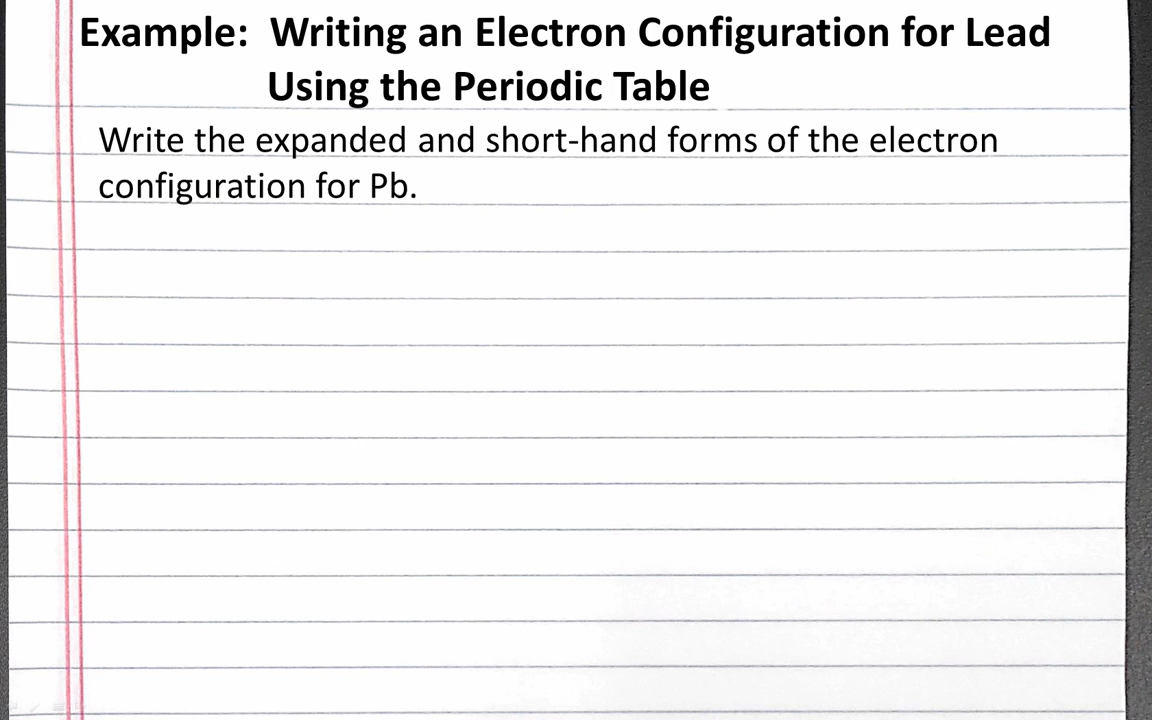 Example: Writing an Electron Configuration for Lead
Using the Periodic Table
Write the expanded and short-hand forms of the electron
configuration for Pb.